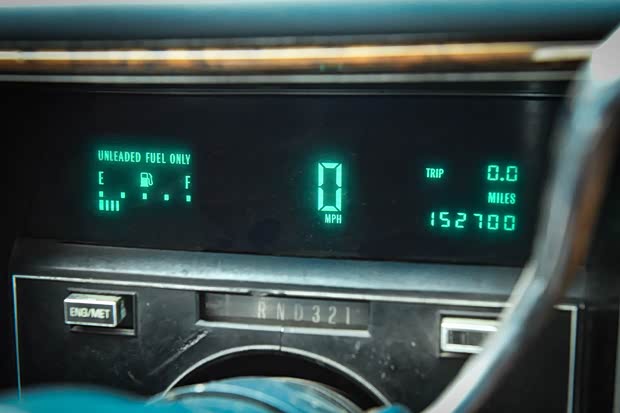 UNLEADED FUEL ONLY
E F
0
MPH
TRIP 0.0
MILES
152700
ENG/MET
RND321